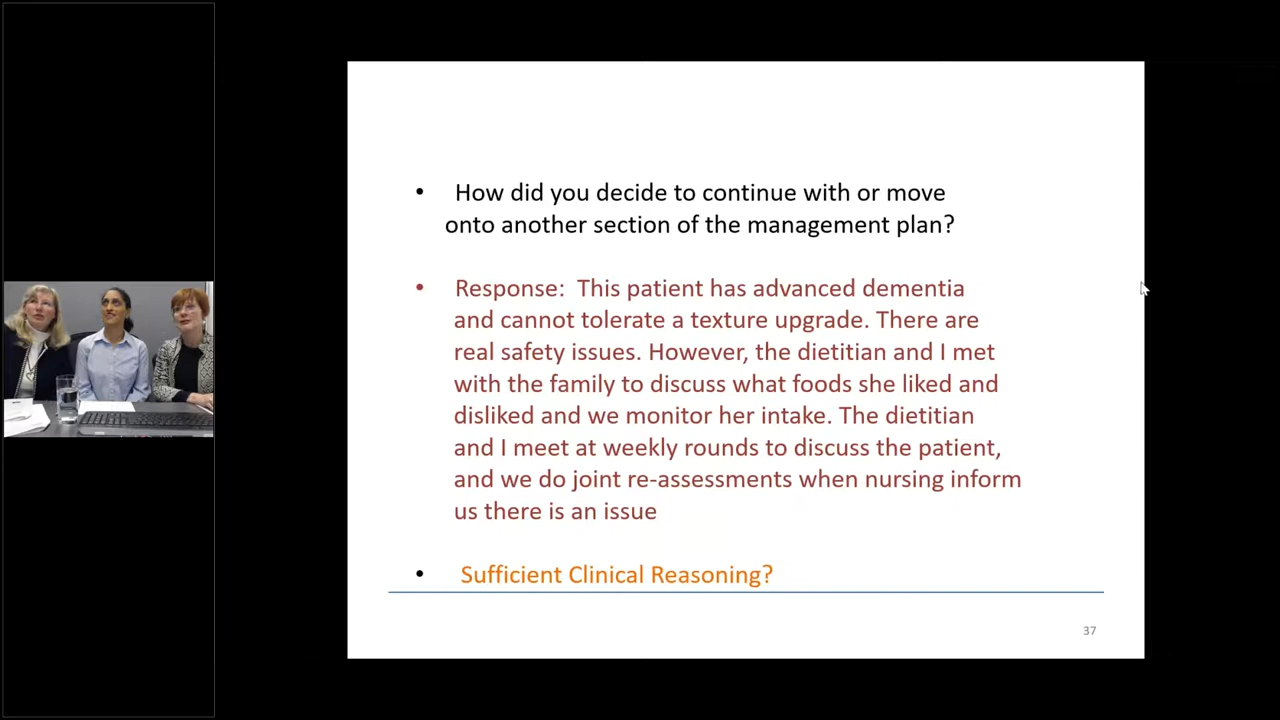 • How did you decide to continue with or move
onto another section of the management plan?
• Response: This patient has advanced dementia
and cannot tolerate a texture upgrade. There are
real safety issues. However, the dietitian and I met
with the family to discuss what foods she liked and
disliked and we monitor her intake. The dietitian
and I meet at weekly rounds to discuss the patient,
and we do joint re-assessments when nursing inform
us there is an issue
• Sufficient Clinical Reasoning?
37